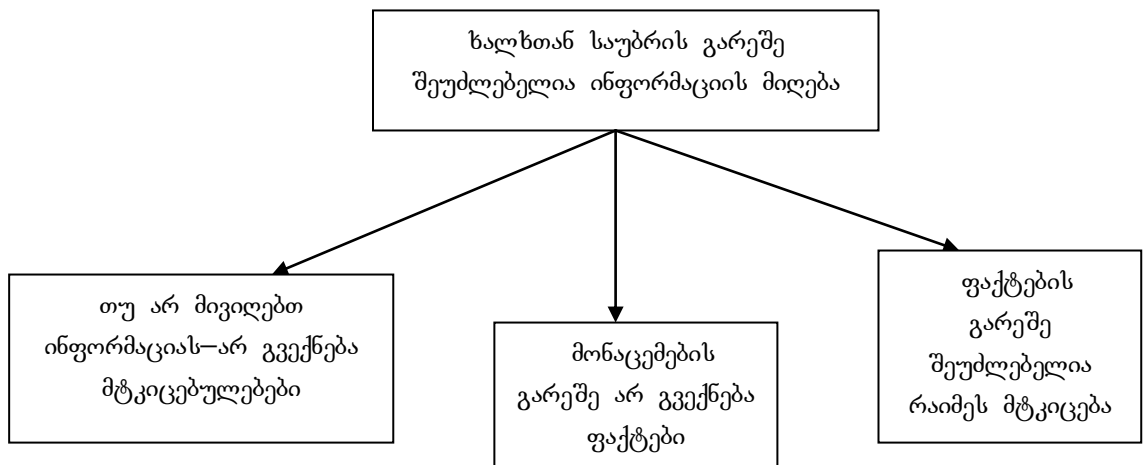 ხალხთან საუბრის გარეშე
შეუძლებელია ინფორმაციის მიღება
თუ არ მივიღებთ
ინფორმაციას–არ გვექნება
მტკიცებულებები
მონაცემების
გარეშე არ გვექნება
ფაქტები
ფაქტების
გარეშე
შეუძლებელია
რაიმეს მტკიცება